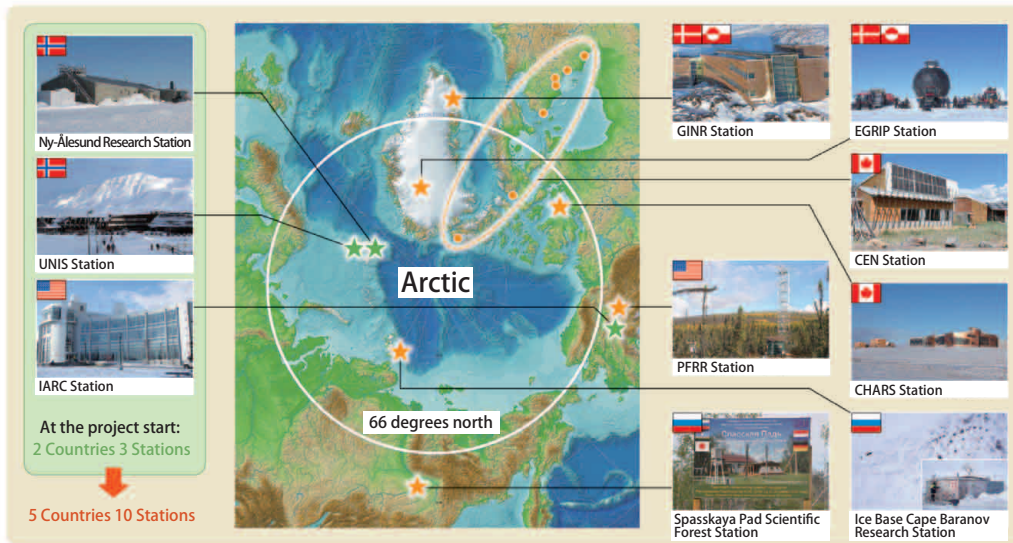 Ny-Ålesund Research Station
UNIS Station
IARC Station
At the project start:
2 Countries 3 Stations
5 Countries 10 Stations
Arctic
66 degrees north
GINR Station
EGRIP Station
CEN Station
PFRR Station
CHARS Station
Спасская Падь
Spasskaya Pad Scientific
Forest Station
Ice Base Cape Baranov
Research Station